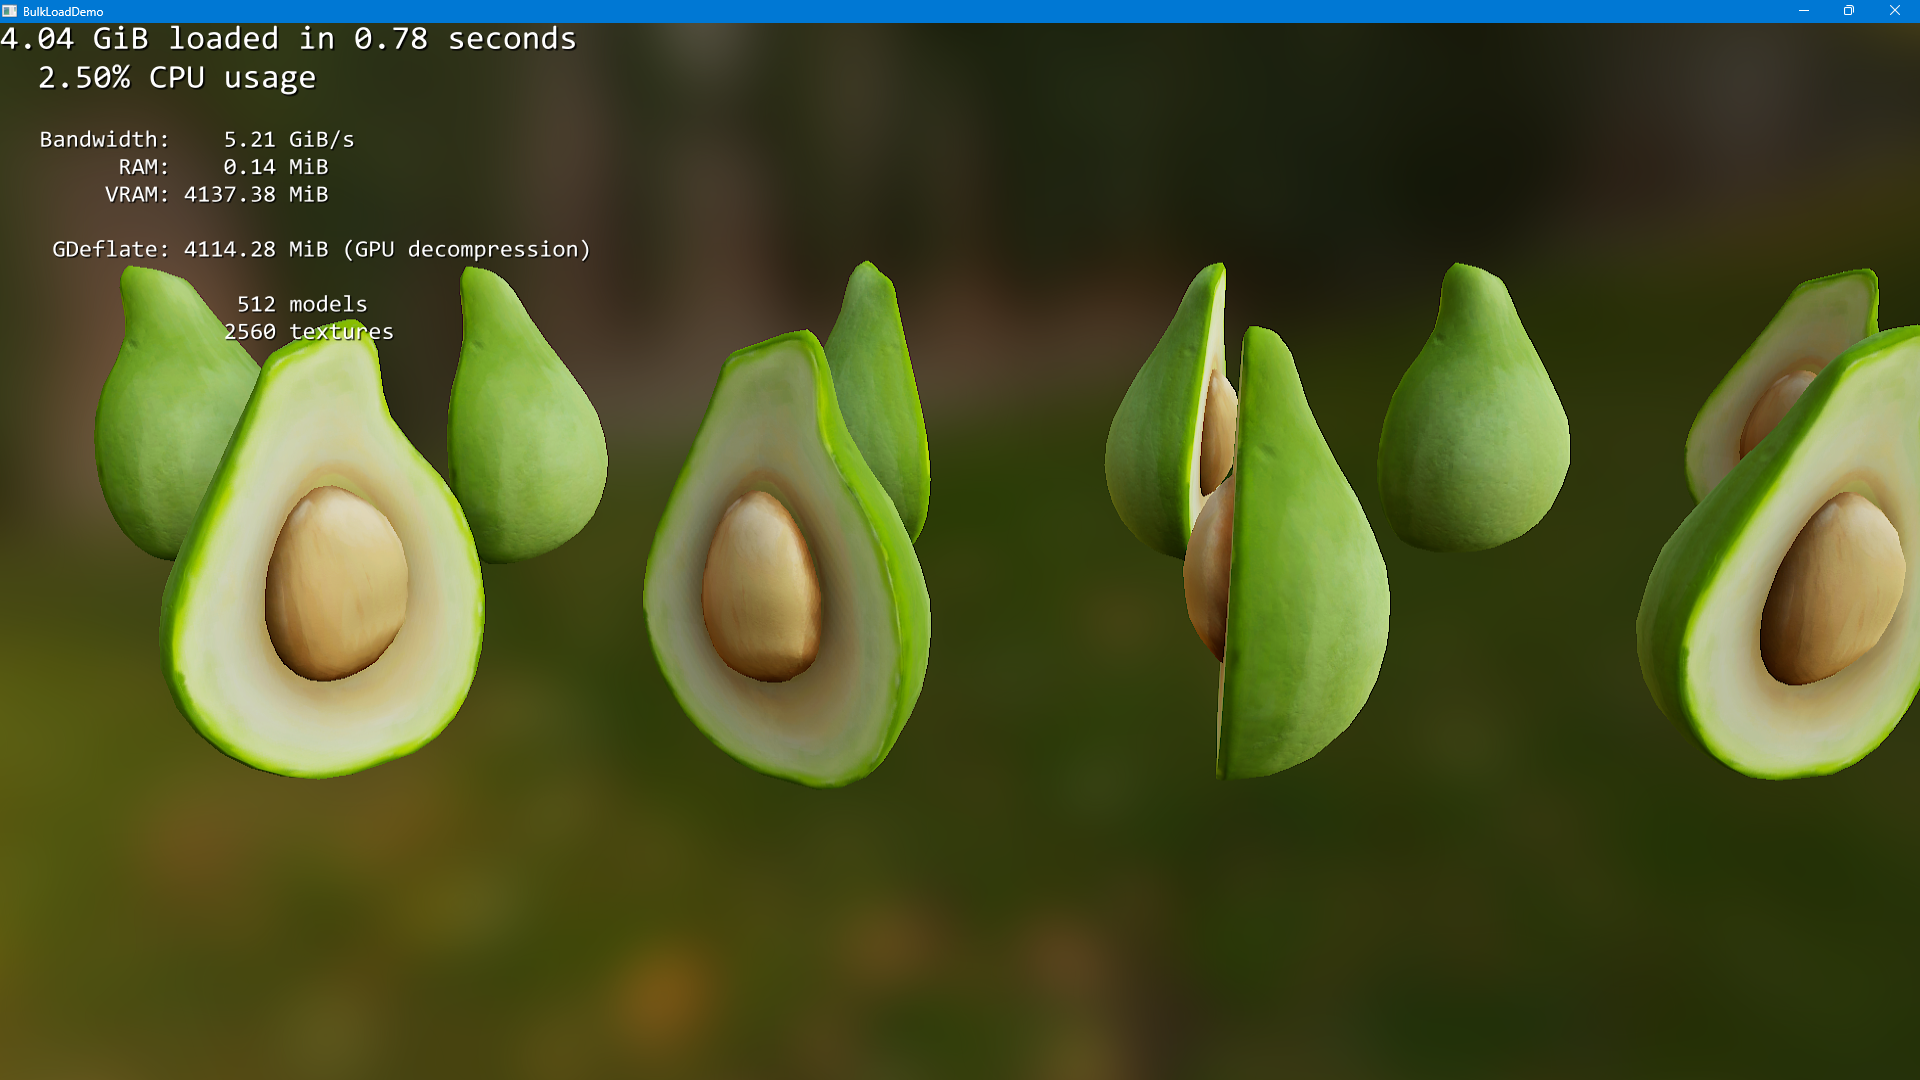 BulkLoadDemo
4.04 GiB loaded in 0.78 seconds
2.50% CPU usage
Bandwidth: 5.21 GiB/s
RAM: 0.14 MiB
VRAM: 4137.38 MiB
GDeflate: 4114.28 MiB (GPU decompression)
512 models
2560 textures